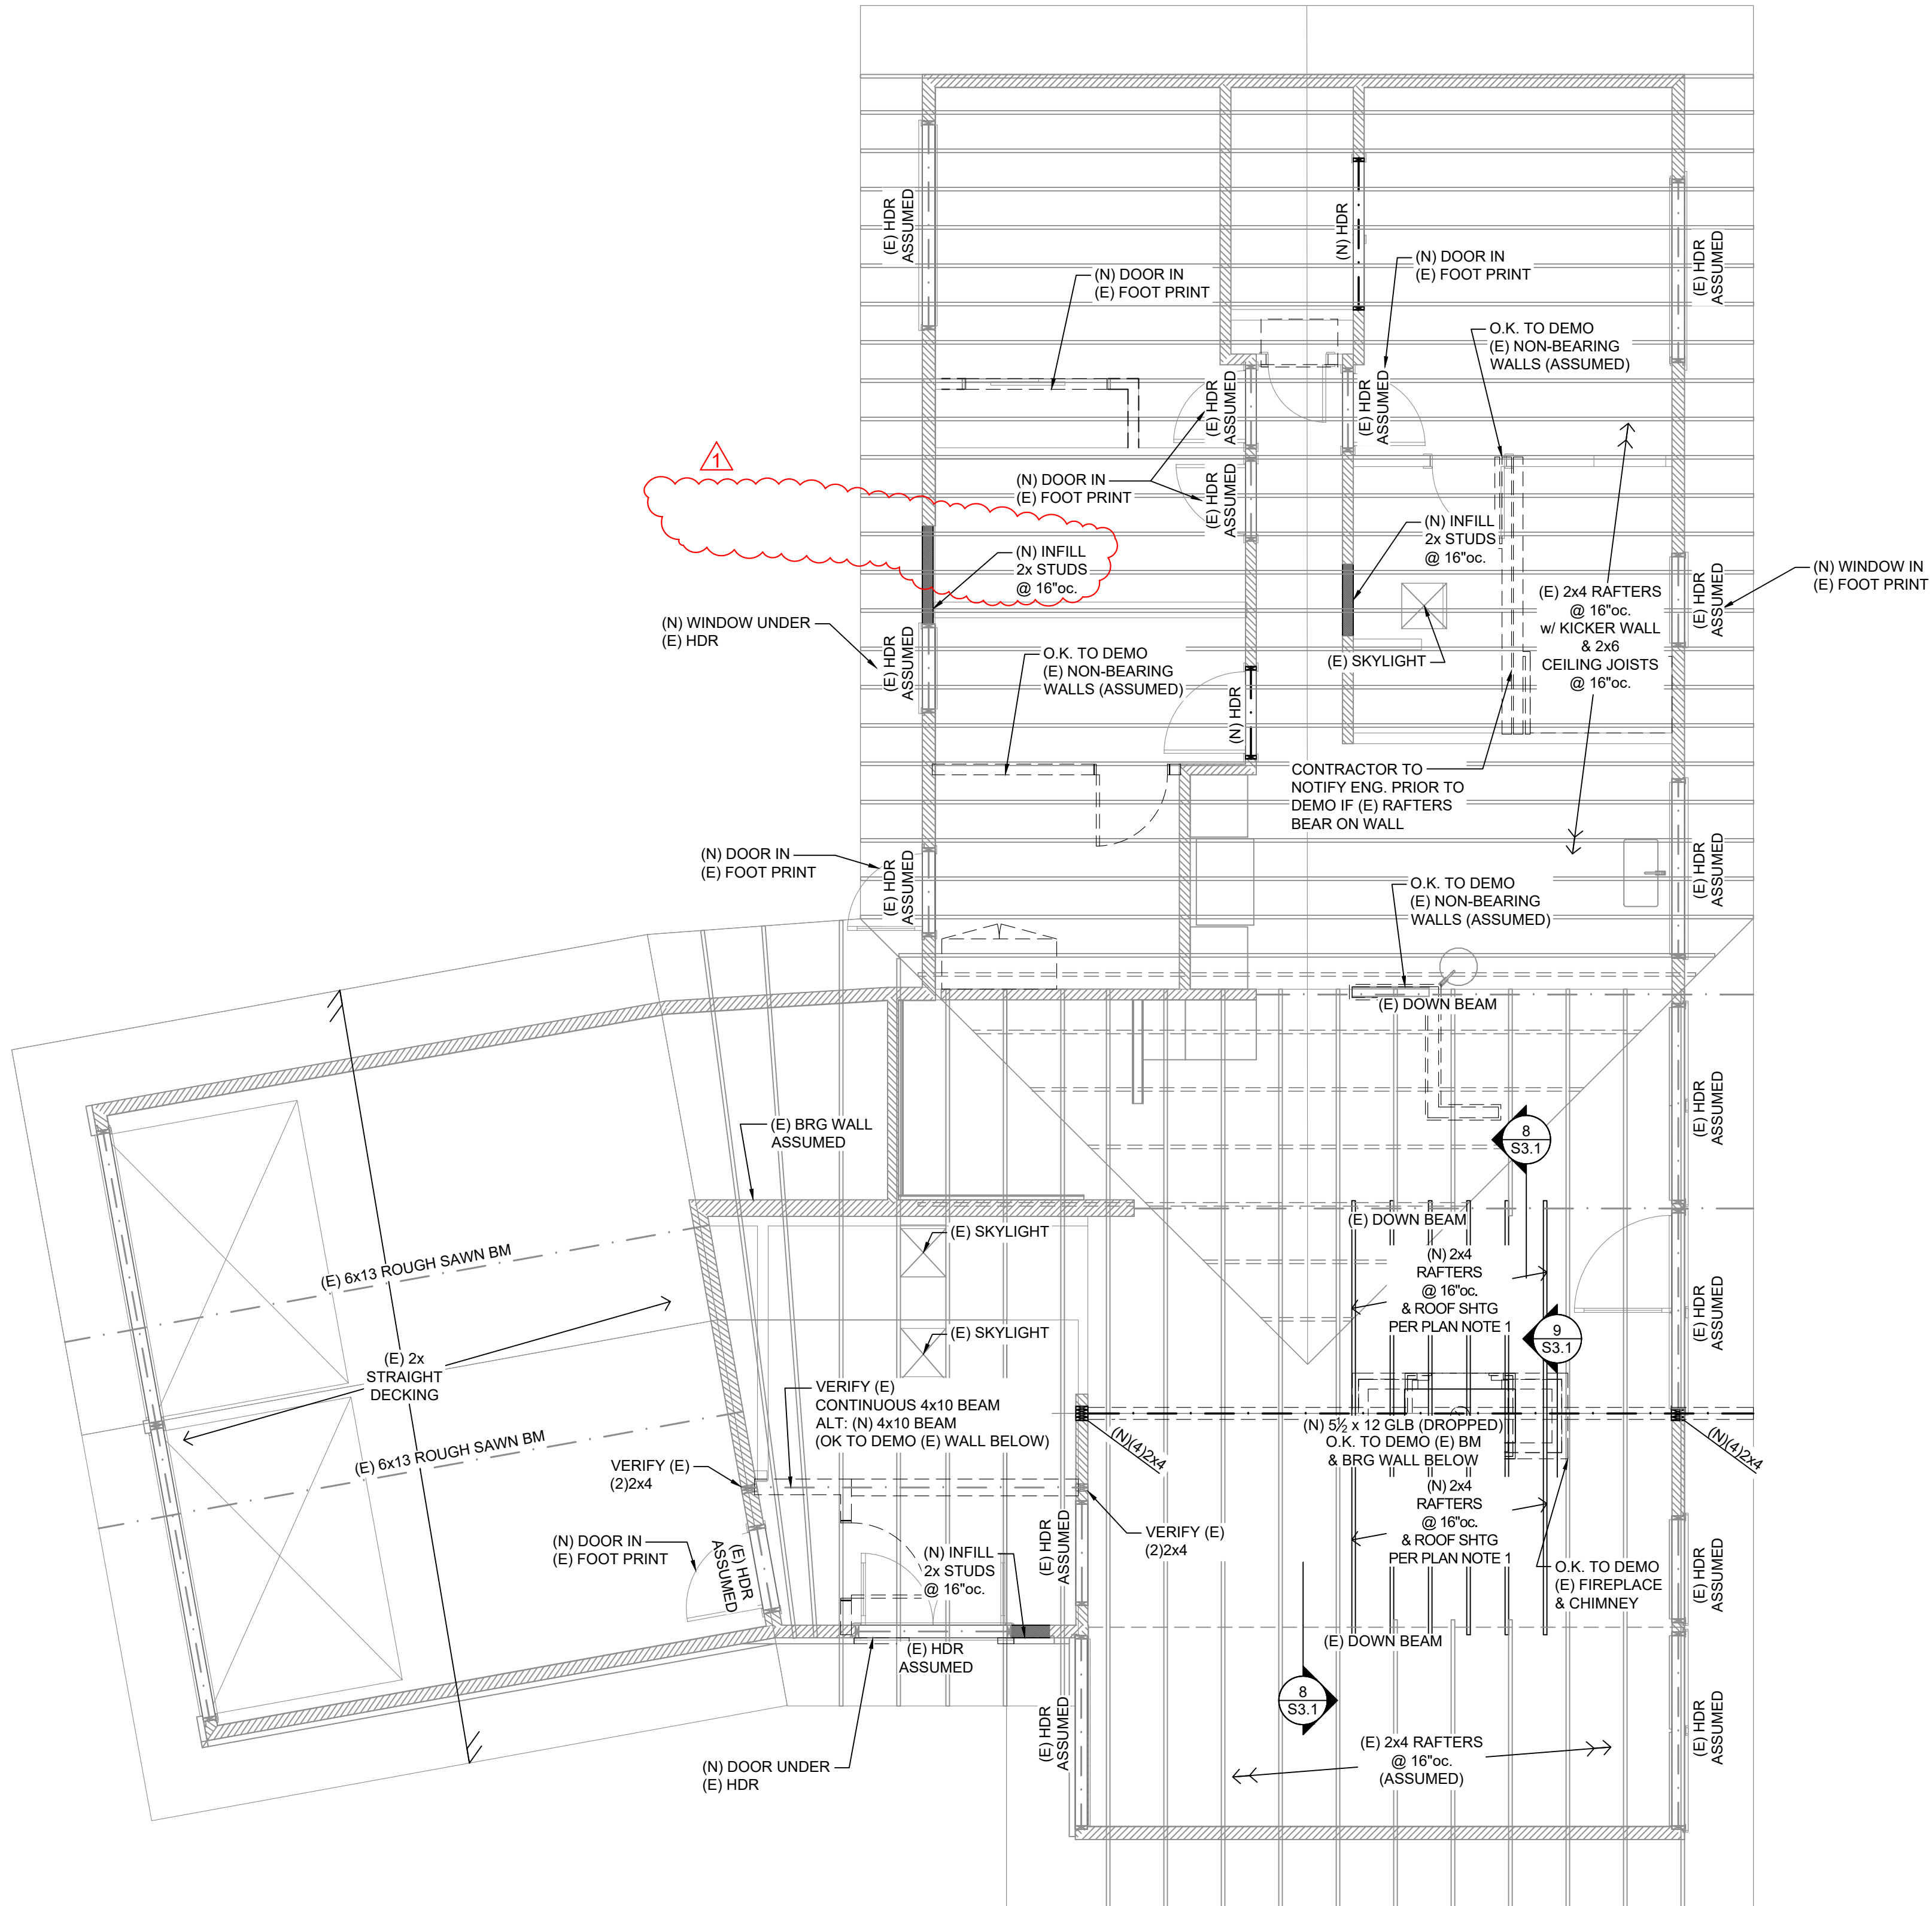 (E) HDR
ASSUMED
(N) HDR
(N) DOOR IN
(E) FOOT PRINT
(E) HDR
ASSUMED
(N) DOOR IN
(E) FOOT PRINT
O.K. TO DEMO
(E) NON-BEARING
WALLS (ASSUMED)
(E) HDR
ASSUMED
(E) HDR
ASSUMED
1
(N) DOOR IN
(E) FOOT PRINT
(E) HDR
ASSUMED
(N) INFILL
2x STUDS
@ 16"oc.
(N) INFILL
2x STUDS
@ 16"oc.
(N) WINDOW IN
(E) FOOT PRINT
(E) HDR
ASSUMED
(E) 2x4 RAFTERS
@ 16"oc.
w/ KICKER WALL
& 2x6
CEILING JOISTS
@ 16"oc.
(N) WINDOW UNDER
(E) HDR
(E) HDR
ASSUMED
O.K. TO DEMO
(E) NON-BEARING
WALLS (ASSUMED)
(E) SKYLIGHT
(N) HDR
CONTRACTOR TO
NOTIFY ENG. PRIOR TO
DEMO IF (E) RAFTERS
BEAR ON WALL
(N) DOOR IN
(E) FOOT PRINT
(E) HDR
ASSUMED
O.K. TO DEMO
(E) NON-BEARING
WALLS (ASSUMED)
(E) HDR
ASSUMED
(E) DOWN BEAM
(E) BRG WALL
ASSUMED
(E) HDR
ASSUMED
8
S3.1
(E) SKYLIGHT
(E) DOWN BEAM
(E) 6x13 ROUGH SAWN BM
(N) 2x4
RAFTERS
@ 16"oc.
& ROOF SHTG
PER PLAN NOTE 1
(E) HDR
ASSUMED
9
S3.1
(E) SKYLIGHT
(E) 2x
STRAIGHT
DECKING
VERIFY (E)
CONTINUOUS 4x10 BEAM
ALT: (N) 4x10 BEAM
(OK TO DEMO (E) WALL BELOW)
(N) 5½ x 12 GLB (DROPPED)
O.K. TO DEMO (E) BM
& BRG WALL BELOW
(N)(4)2x4
(N)(4)2x4
(E) 6x13 ROUGH SAWN BM
VERIFY (E)
(2)2x4
(N) 2x4
RAFTERS
@ 16"oc.
& ROOF SHTG
PER PLAN NOTE 1
VERIFY (E)
(2)2x4
(N) DOOR IN
(E) FOOT PRINT
(E) HDR
ASSUMED
(N) INFILL
2x STUDS
@ 16"oc.
(E) HDR
ASSUMED
O.K. TO DEMO
(E) FIREPLACE
& CHIMNEY
(E) HDR
ASSUMED
(E) HDR
ASSUMED
(E) DOWN BEAM
8
S3.1
(E) HDR
ASSUMED
(E) HDR
ASSUMED
(N) DOOR UNDER
(E) HDR
(E) 2x4 RAFTERS
@ 16"oc.
(ASSUMED)